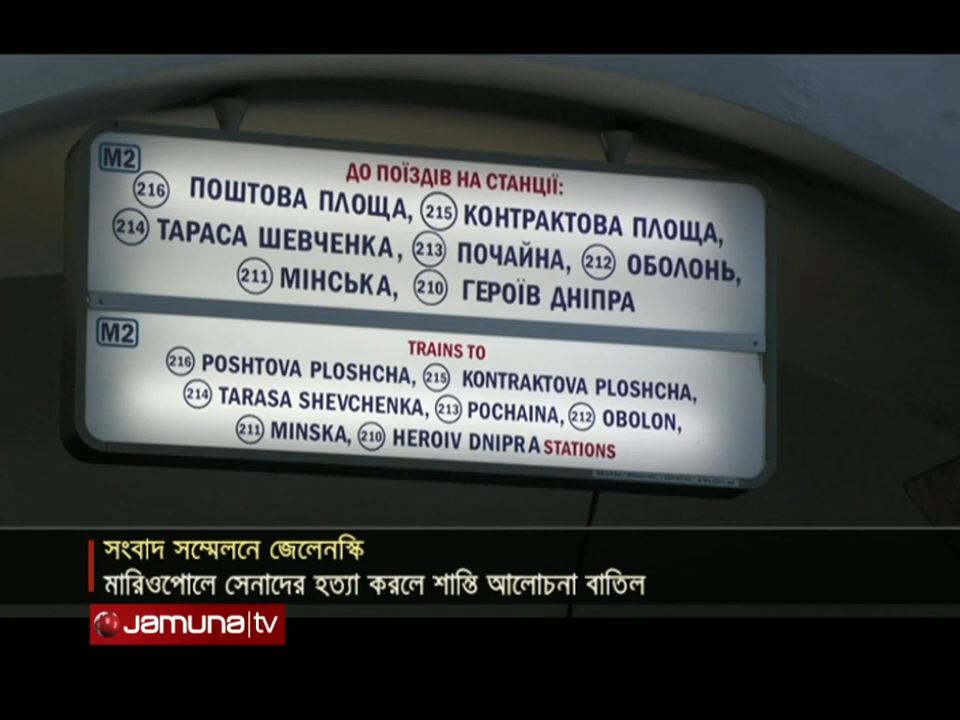 M2
ДО ПОЇЗДІВ НА СТАНЦІЇ:
216 ПОШТОВА ПЛОЩА, 215 КОНТРАКТОВА ПЛОЩА,
214 ТАРАСА ШЕВЧЕНКА, 213 ПОЧАЙНА, 212 ОБОЛОНЬ,
211 МІНСЬКА, 210 ГЕРОЇВ ДНІПРА
M2
TRAINS TO
216 POSHTOVA PLOSHCHA, 215 KONTRAKTOVA PLOSHCHA,
214 TARASA SHEVCHENKA, 213 POCHAINA, 212 OBOLON,
211 MINSKA, 210 HEROIV DNIPRA STATIONS
সংবাদ সম্মেলনে জেলেনস্কি
মারিওপোলে সেনাদের হত্যা করলে শান্তি আলোচনা বাতিল
JAMUNA|tv